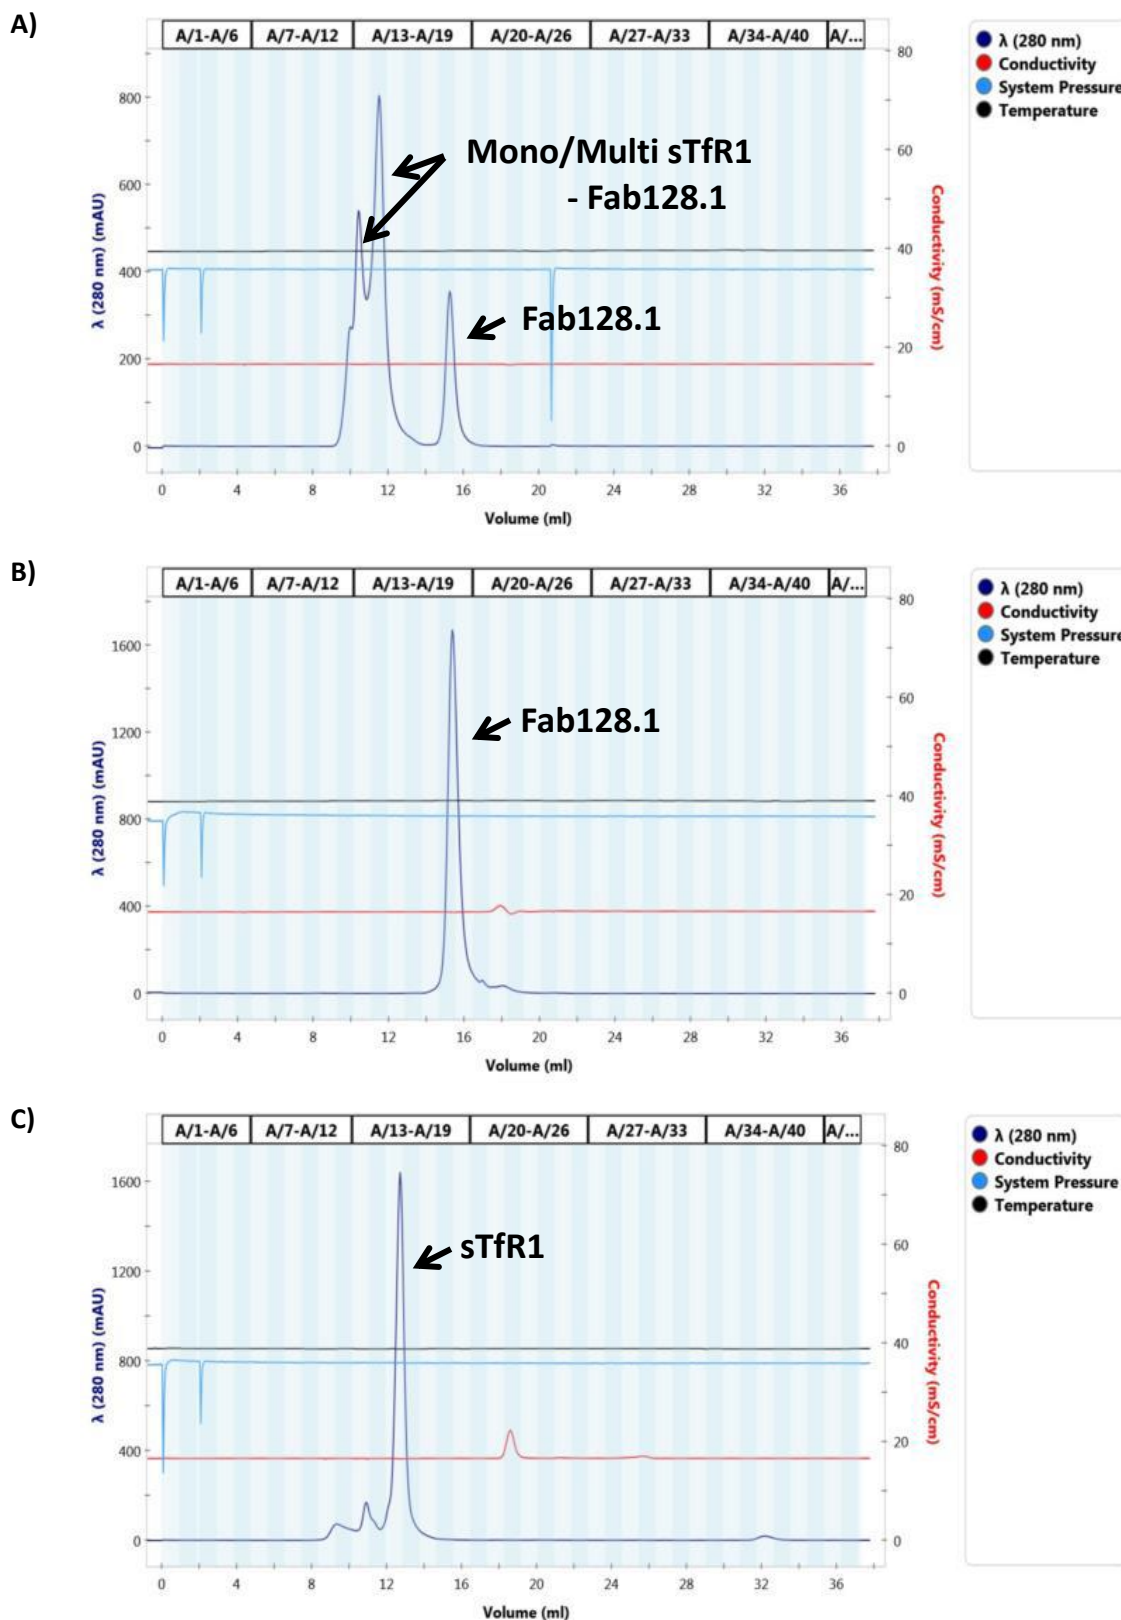 A)
A/1-A/6 A/7-A/12 A/13-A/19 A/20-A/26 A/27-A/33 A/34-A/40 A/...
λ (280 nm) (mAU)
800
600
400
200
0
Mono/Multi sTfR1
- Fab128.1
Fab128.1
80
60
40
20
0
Conductivity (mS/cm)
0 4 8 12 16 20 24 28 32 36
Volume (ml)
λ (280 nm)
Conductivity
System Pressure
Temperature
B)
A/1-A/6 A/7-A/12 A/13-A/19 A/20-A/26 A/27-A/33 A/34-A/40 A/...
λ (280 nm) (mAU)
1600
1200
800
400
0
Fab128.1
80
60
40
20
0
Conductivity (mS/cm)
0 4 8 12 16 20 24 28 32 36
Volume (ml)
λ (280 nm)
Conductivity
System Pressure
Temperature
C)
A/1-A/6 A/7-A/12 A/13-A/19 A/20-A/26 A/27-A/33 A/34-A/40 A/...
λ (280 nm) (mAU)
1600
1200
800
400
0
sTfR1
80
60
40
20
0
Conductivity (mS/cm)
0 4 8 12 16 20 24 28 32 36
Volume (ml)
λ (280 nm)
Conductivity
System Pressure
Temperature